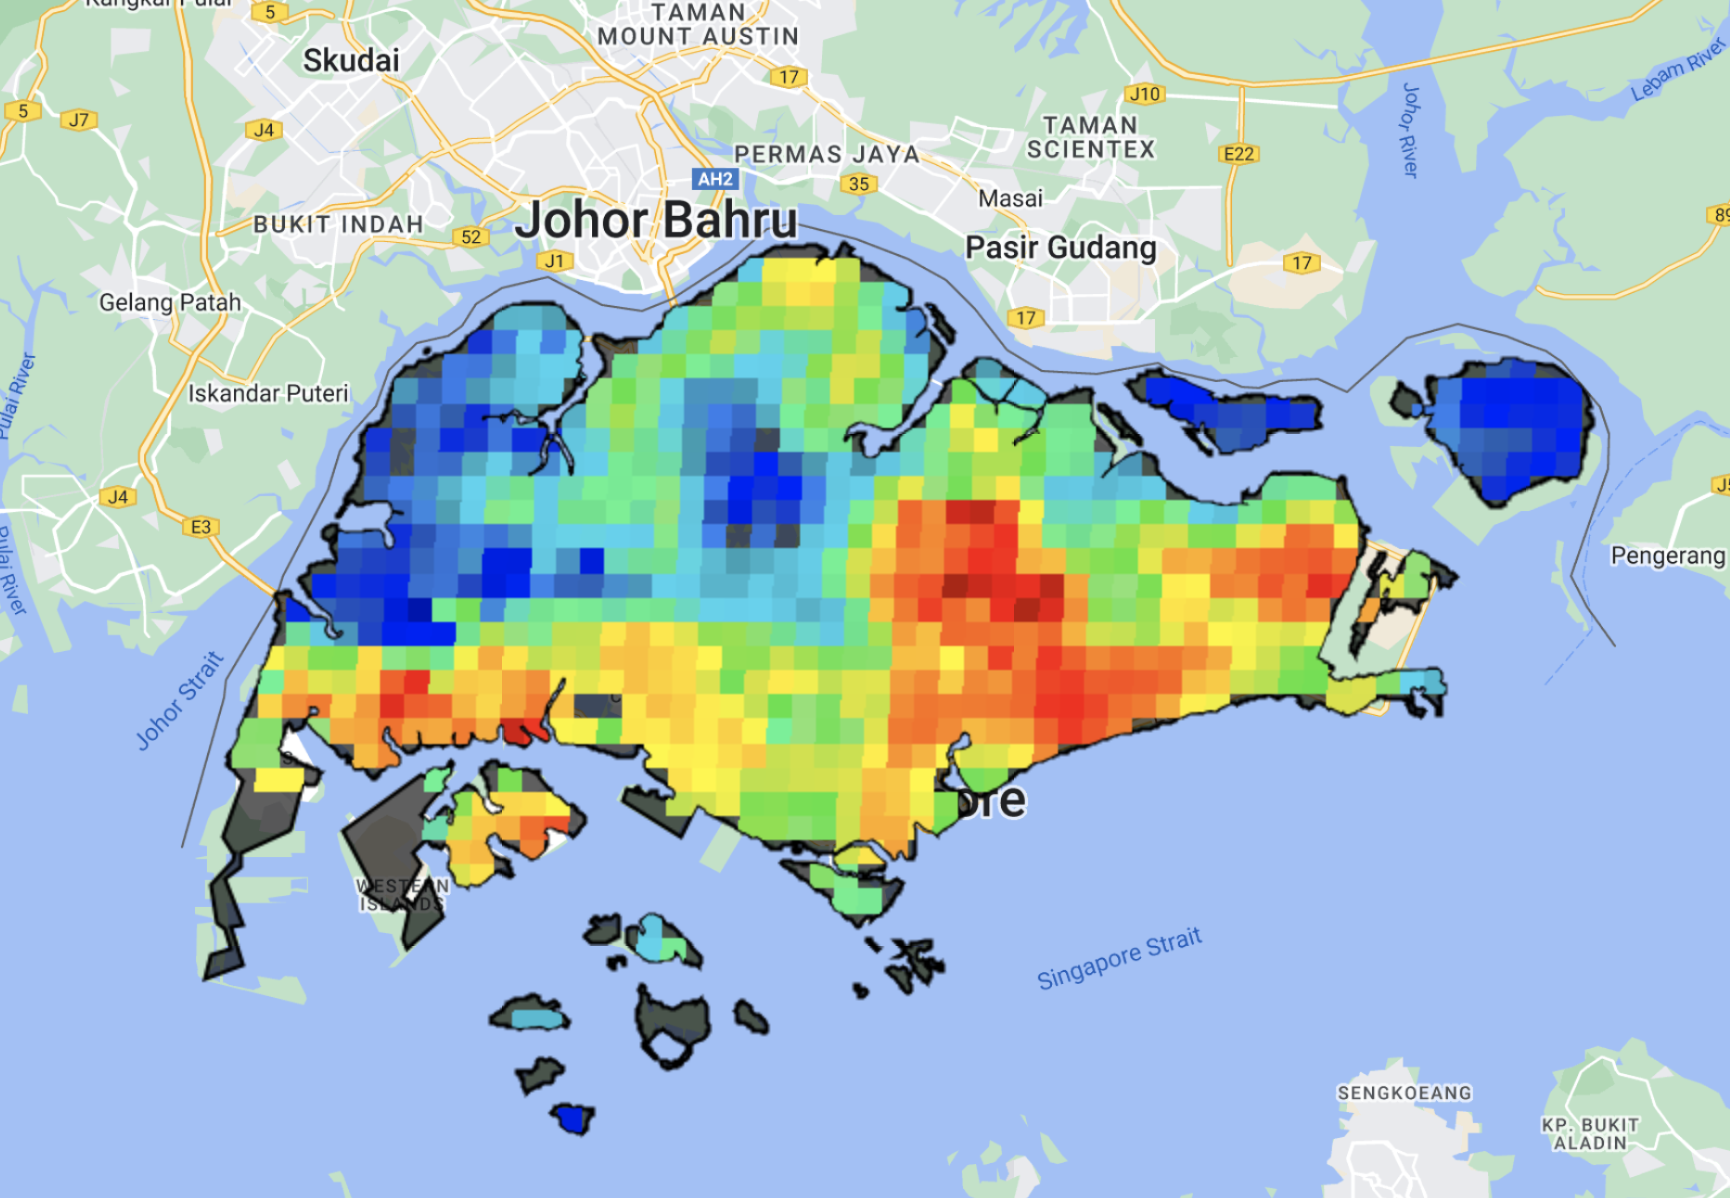 5
TAMAN
MOUNT AUSTIN
Skudai
17
5
J7
J4
J10
Johor River
Lebam River
TAMAN
SCIENTEX
E22
PERMAS JAYA
AH2
35
Masai
BUKIT INDAH
52
Johor Bahru
J1
Pasir Gudang
17
89
Gelang Patah
17
Pulai River
Iskandar Puteri
J4
E3
Pulai River
Pengerang
Johor Strait
ore
WESTERN
ISLANDS
Singapore Strait
SENGKOEANG
KP. BUKIT
ALADIN